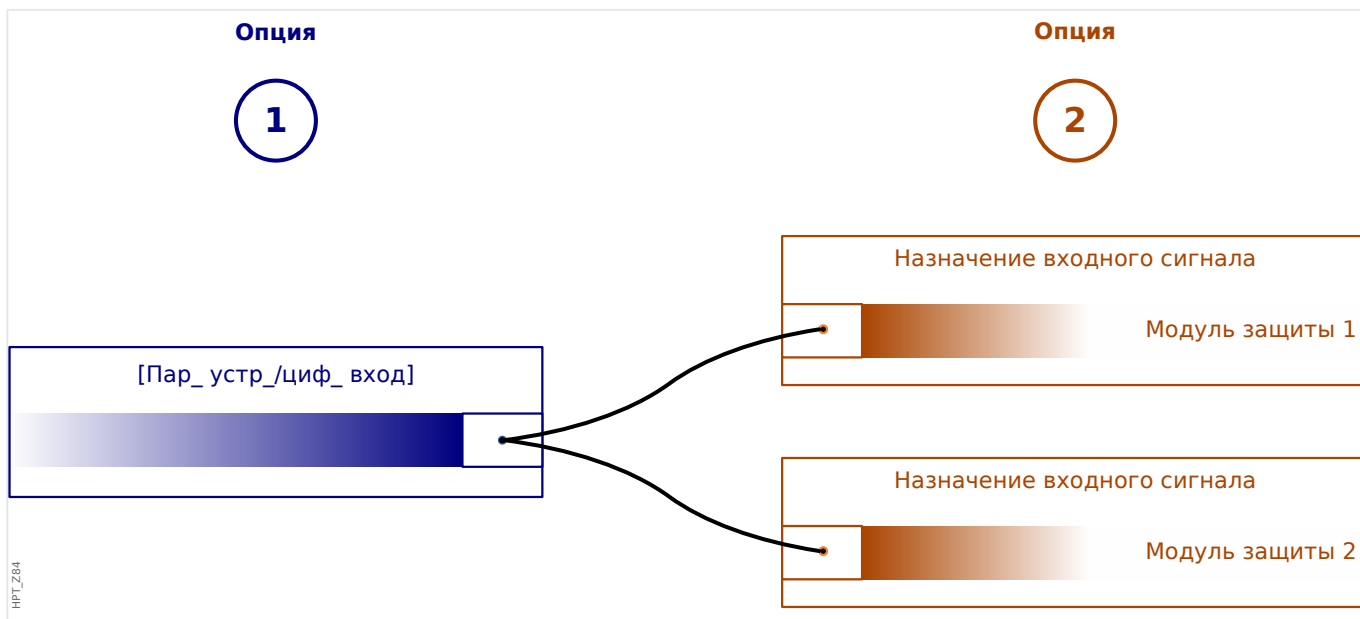 Опция
1
[Пар_ устр_/циф_ вход]
Опция
2
Назначение входного сигнала
Модуль защиты 1
Назначение входного сигнала
Модуль защиты 2
HPT_Z84